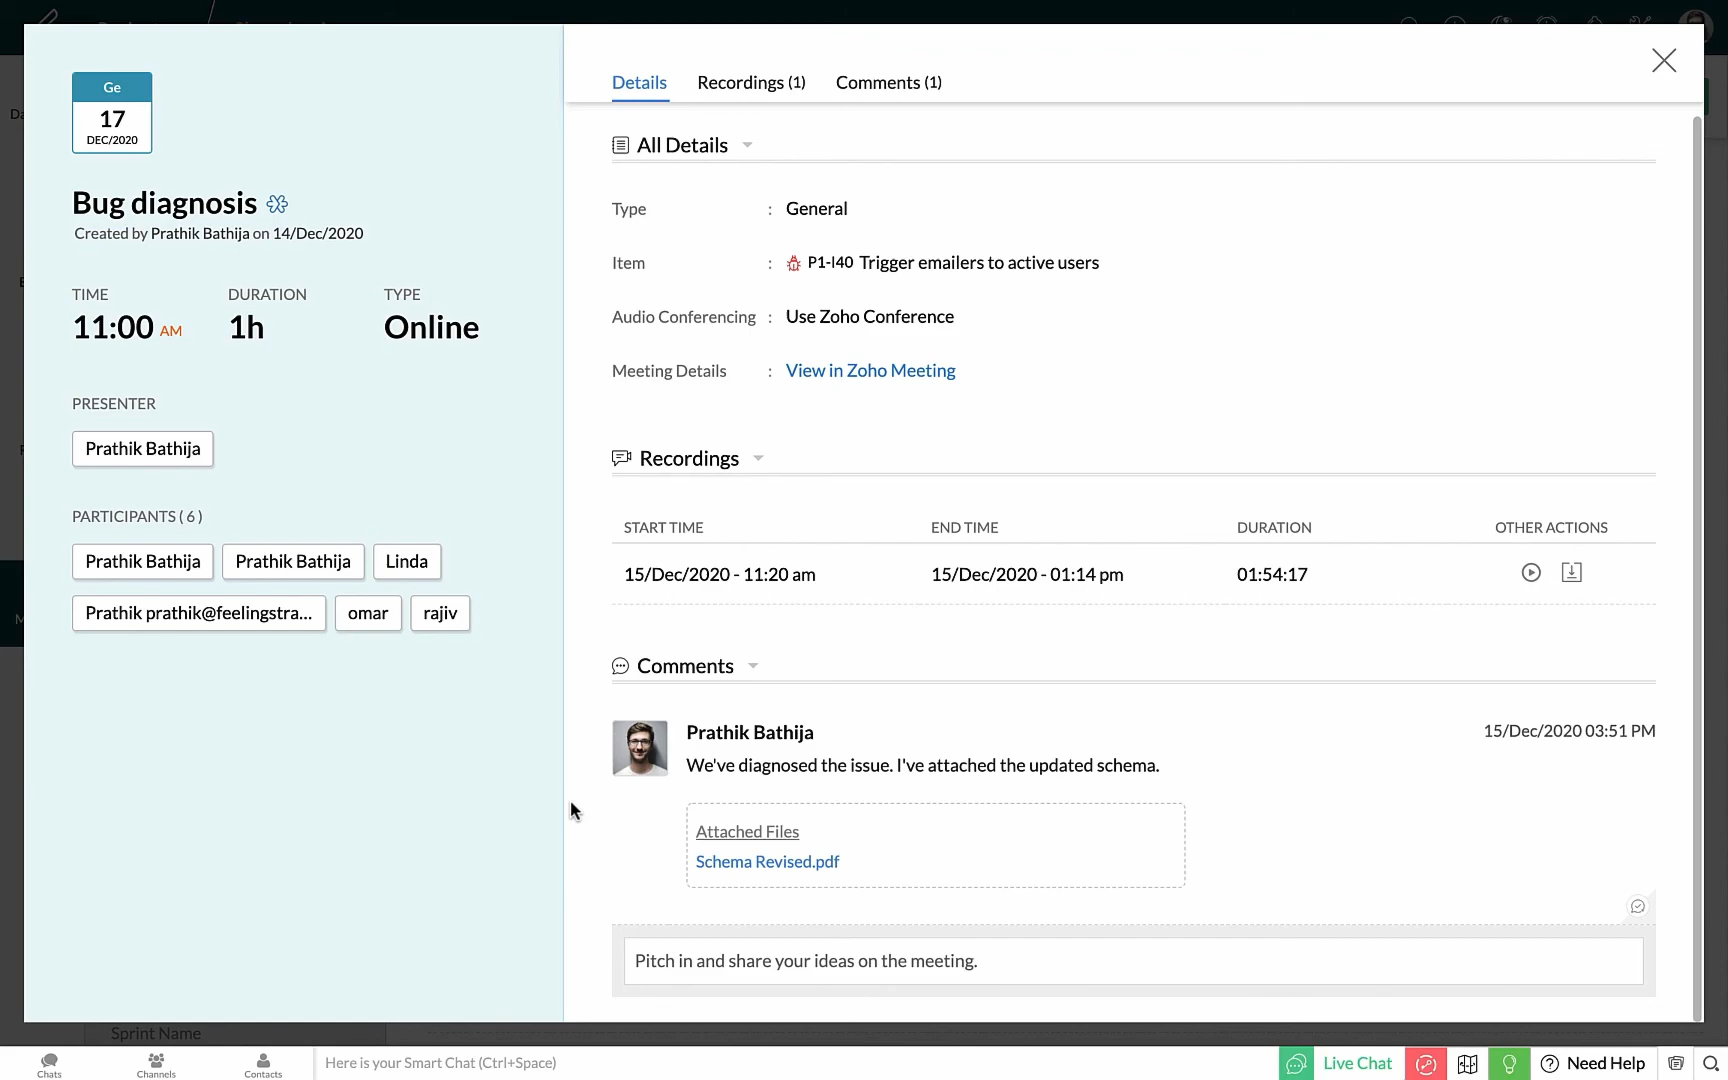 Ge
17
DEC/2020
Bug diagnosis
Created by Prathik Bathija on 14/Dec/2020
TIME
DURATION
TYPE
11:00 AM
1h
Online
PRESENTER
Prathik Bathija
PARTICIPANTS ( 6 )
Prathik Bathija
Prathik Bathija
Linda
Prathik prathik@feelingstra...
omar
rajiv
Details
Recordings (1)
Comments (1)
All Details
Type : General
Item : P1-I40 Trigger emailers to active users
Audio Conferencing : Use Zoho Conference
Meeting Details : View in Zoho Meeting
Recordings
START TIME
END TIME
DURATION
OTHER ACTIONS
15/Dec/2020 - 11:20 am
15/Dec/2020 - 01:14 pm
01:54:17
Comments
Prathik Bathija
15/Dec/2020 03:51 PM
We've diagnosed the issue. I've attached the updated schema.
Attached Files
Schema Revised.pdf
Pitch in and share your ideas on the meeting.
Sprint Name
Chats
Channels
Contacts
Here is your Smart Chat (Ctrl+Space)
Live Chat
Need Help